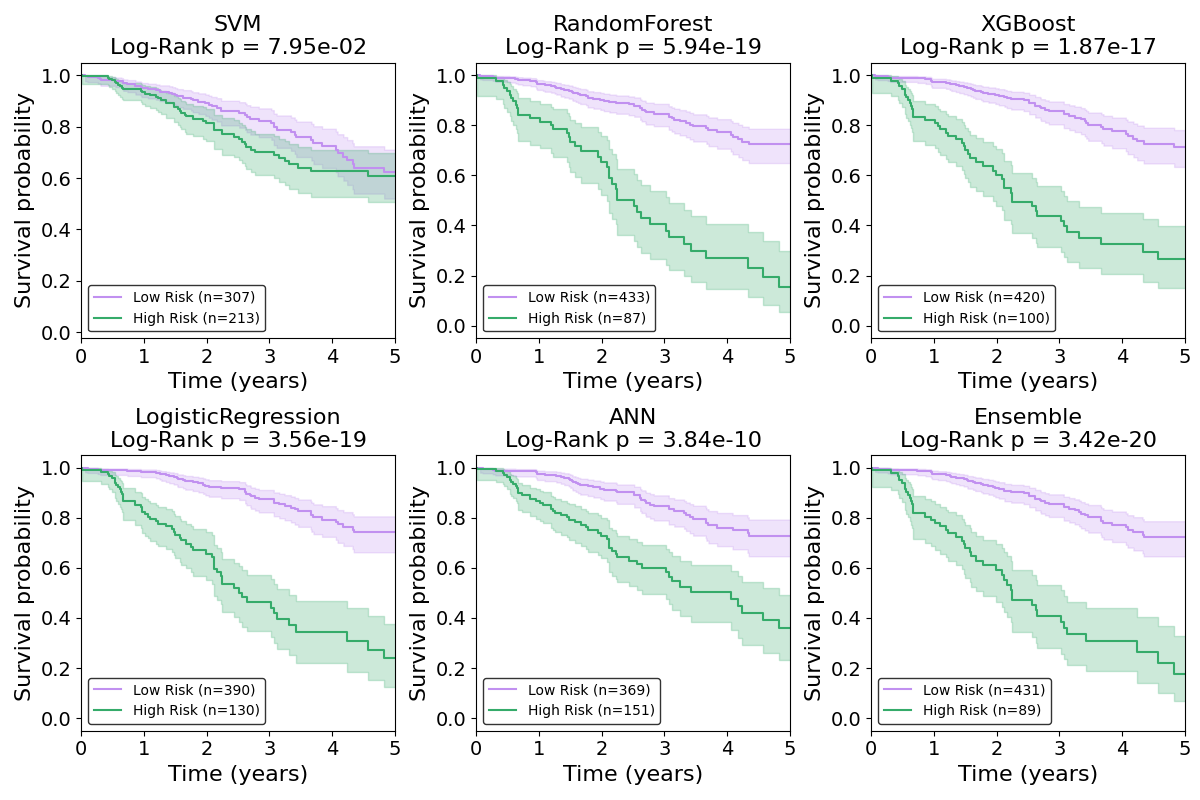 SVM
Log-Rank p = 7.95e-02
Survival probability
1.0
0.8
0.6
0.4
0.2
0.0
Low Risk (n=307)
High Risk (n=213)
0 1 2 3 4 5
Time (years)
RandomForest
Log-Rank p = 5.94e-19
Survival probability
1.0
0.8
0.6
0.4
0.2
0.0
Low Risk (n=433)
High Risk (n=87)
0 1 2 3 4 5
Time (years)
XGBoost
Log-Rank p = 1.87e-17
Survival probability
1.0
0.8
0.6
0.4
0.2
0.0
Low Risk (n=420)
High Risk (n=100)
0 1 2 3 4 5
Time (years)
LogisticRegression
Log-Rank p = 3.56e-19
Survival probability
1.0
0.8
0.6
0.4
0.2
0.0
Low Risk (n=390)
High Risk (n=130)
0 1 2 3 4 5
Time (years)
ANN
Log-Rank p = 3.84e-10
Survival probability
1.0
0.8
0.6
0.4
0.2
0.0
Low Risk (n=369)
High Risk (n=151)
0 1 2 3 4 5
Time (years)
Ensemble
Log-Rank p = 3.42e-20
Survival probability
1.0
0.8
0.6
0.4
0.2
0.0
Low Risk (n=431)
High Risk (n=89)
0 1 2 3 4 5
Time (years)